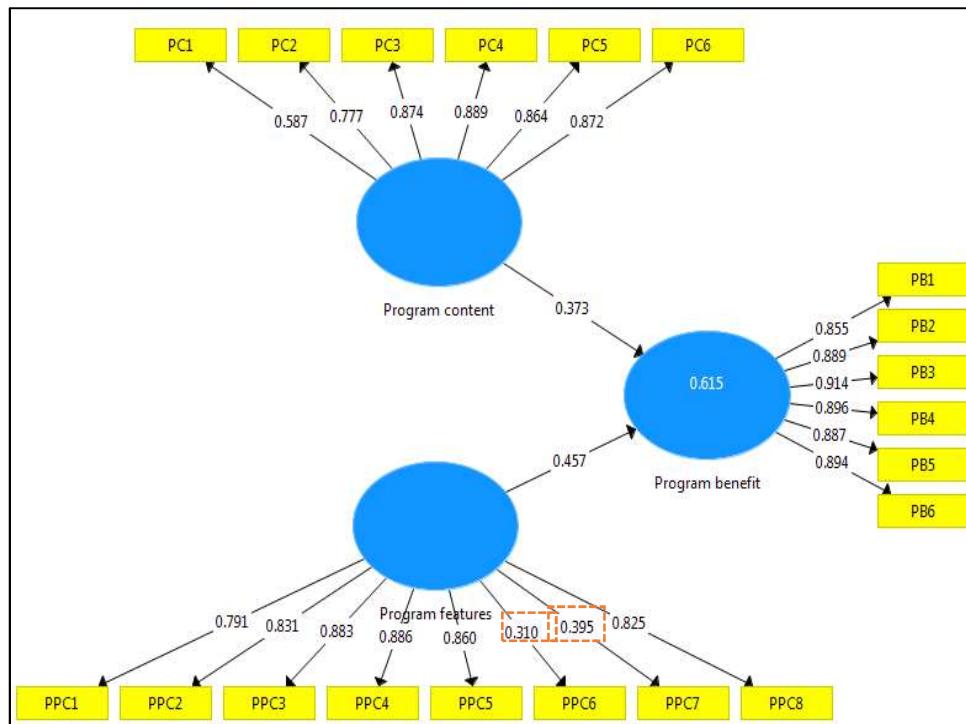 PC1 PC2 PC3 PC4 PC5 PC6
0.587 0.777 0.874 0.889 0.864 0.872
Program content
0.373
PB1
PB2
PB3
PB4
PB5
PB6
0.855
0.889
0.914
0.896
0.887
0.894
0.615
Program benefit
0.457
Program features
0.791 0.831 0.883 0.886 0.860 0.310 0.395 0.825
PPC1 PPC2 PPC3 PPC4 PPC5 PPC6 PPC7 PPC8